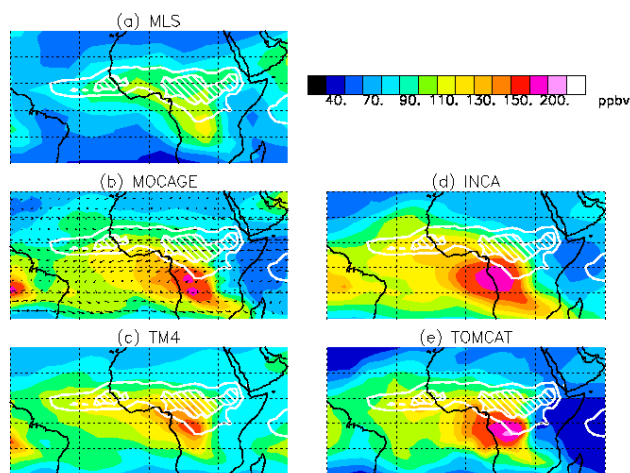 (a) MLS
40. 70. 90. 110. 130. 150. 200. ppbv
(b) MOCAGE
(d) INCA
(c) TM4
(e) TOMCAT